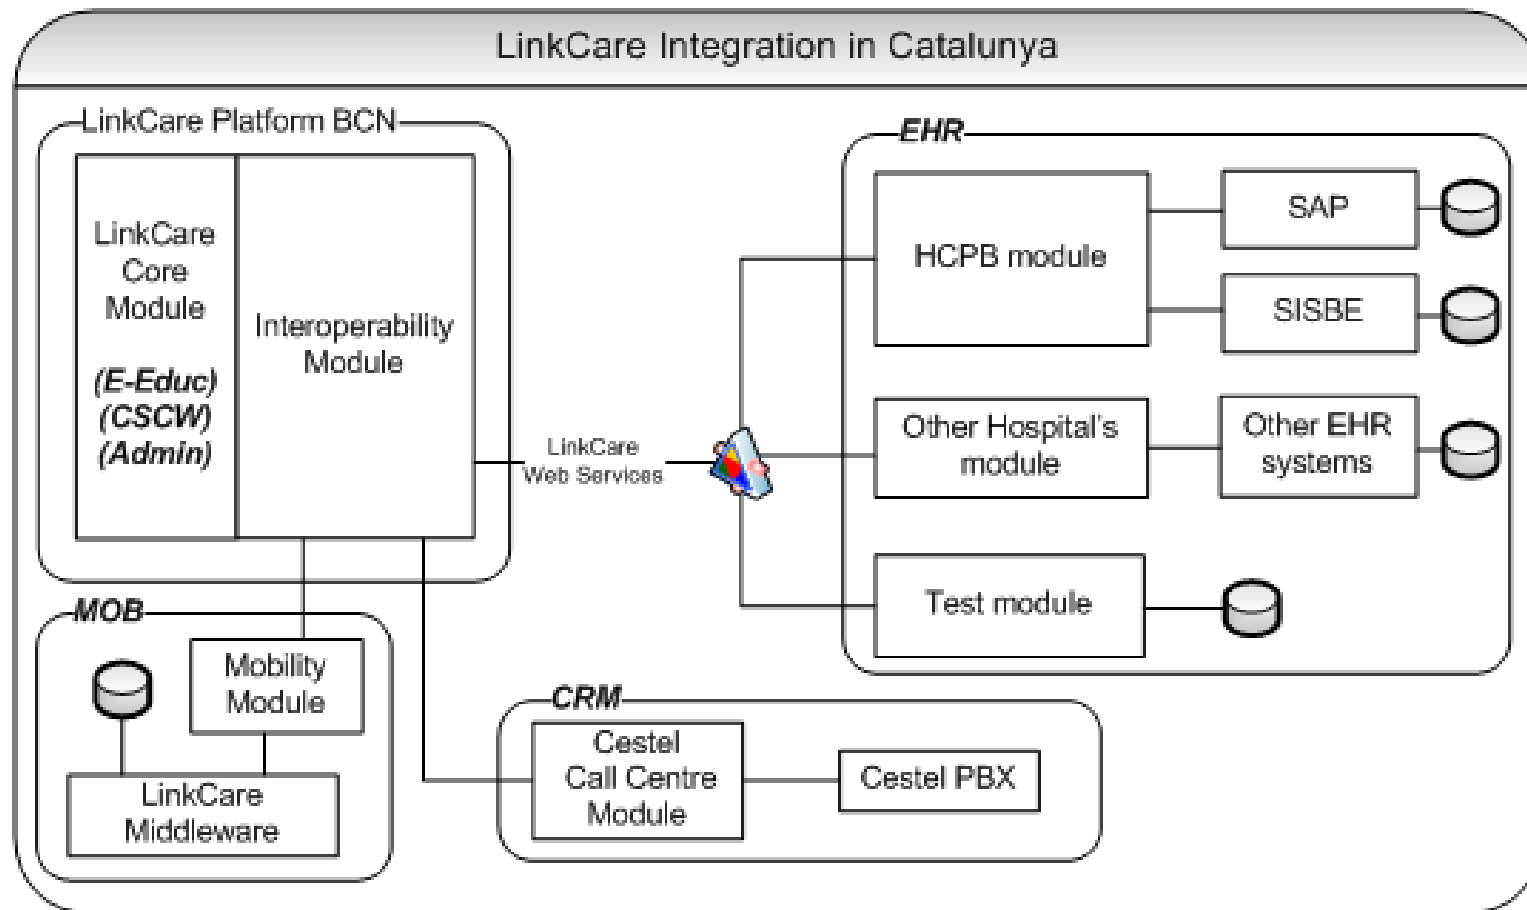 LinkCare Integration in Catalunya
LinkCare Platform BCN
LinkCare
Core
Module
(E-Educ)
(CSCW)
(Admin)
Interoperability
Module
LinkCare
Web Services
EHR
HCPB module
SAP
SISBE
Other Hospital's
module
Other EHR
systems
Test module
MOB
Mobility
Module
LinkCare
Middleware
CRM
Cestel
Call Centre
Module
Cestel PBX